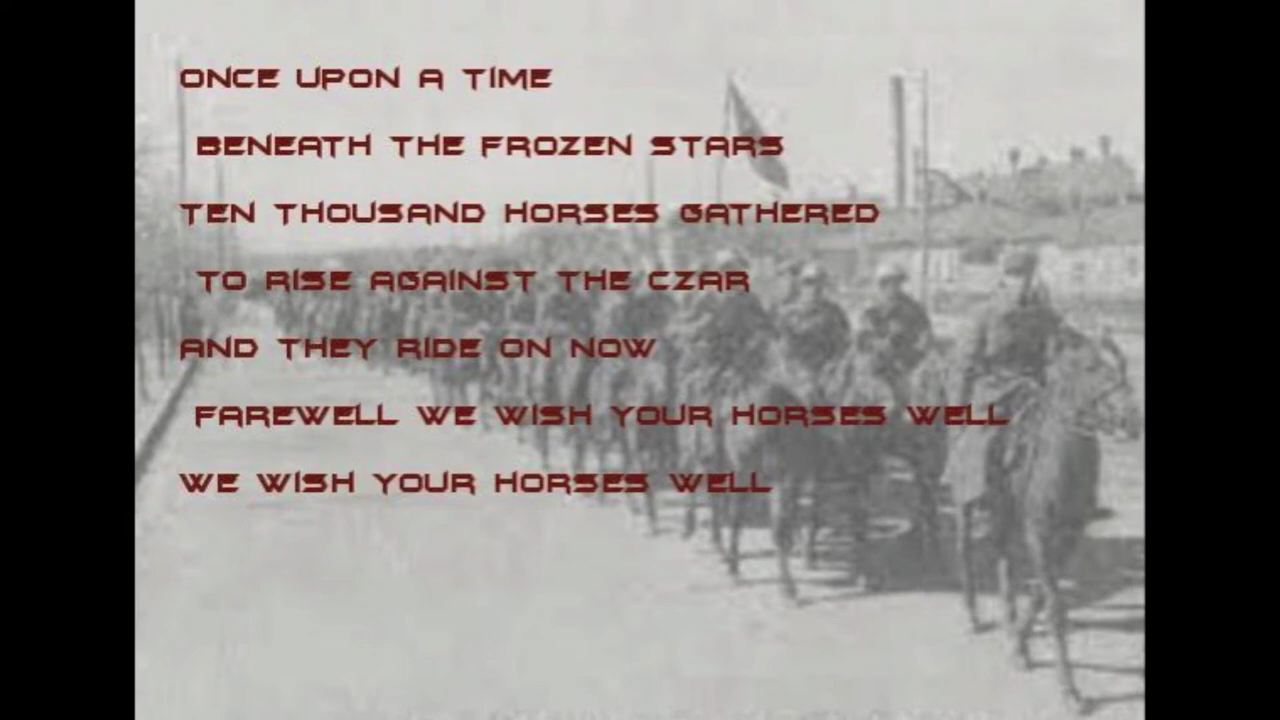 ONCE UPON A TIME
BENEATH THE FROZEN STARS
TEN THOUSAND HORSES GATHERED
TO RISE AGAINST THE CZAR
AND THEY RIDE ON NOW
FAREWELL WE WISH YOUR HORSES WELL
WE WISH YOUR HORSES WELL